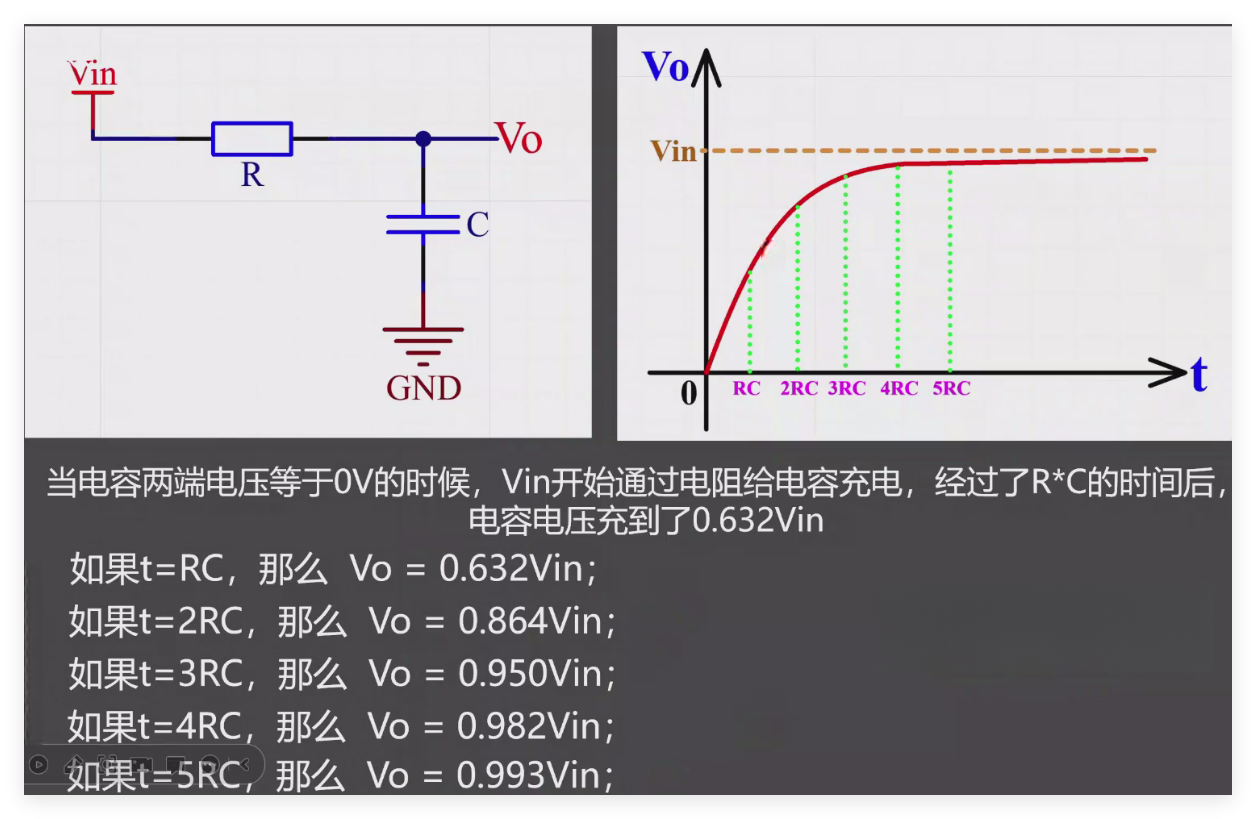 Vin
R
Vo
C
GND
Vo
Vin
0
RC 2RC 3RC 4RC 5RC
t
当电容两端电压等于0V的时候，Vin开始通过电阻给电容充电，经过了R*C的时间后，
电容电压充到了0.632Vin
如果t=RC，那么 Vo = 0.632Vin；
如果t=2RC，那么 Vo = 0.864Vin；
如果t=3RC，那么 Vo = 0.950Vin；
如果t=4RC，那么 Vo = 0.982Vin；
如果t=5RC，那么 Vo = 0.993Vin；